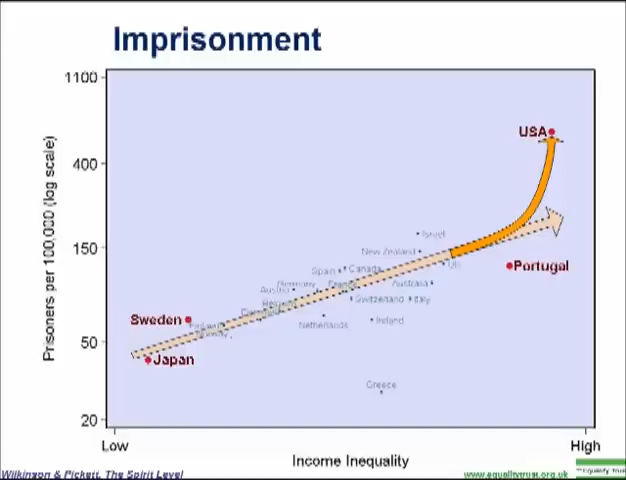 Imprisonment
1100
400
150
50
20
Prisoners per 100,000 (log scale)
USA
Israel
New Zealand
UK
Portugal
Spain
Canada
Germany
France
Australia
Austria
Switzerland
Italy
Belgium
Denmark
Sweden
Finland
Netherlands
Ireland
Norway
Japan
Greece
Low
High
Income Inequality
Wilkinson & Pickett, The Spirit Level
www.equalitytrust.org.uk
Equality Trust